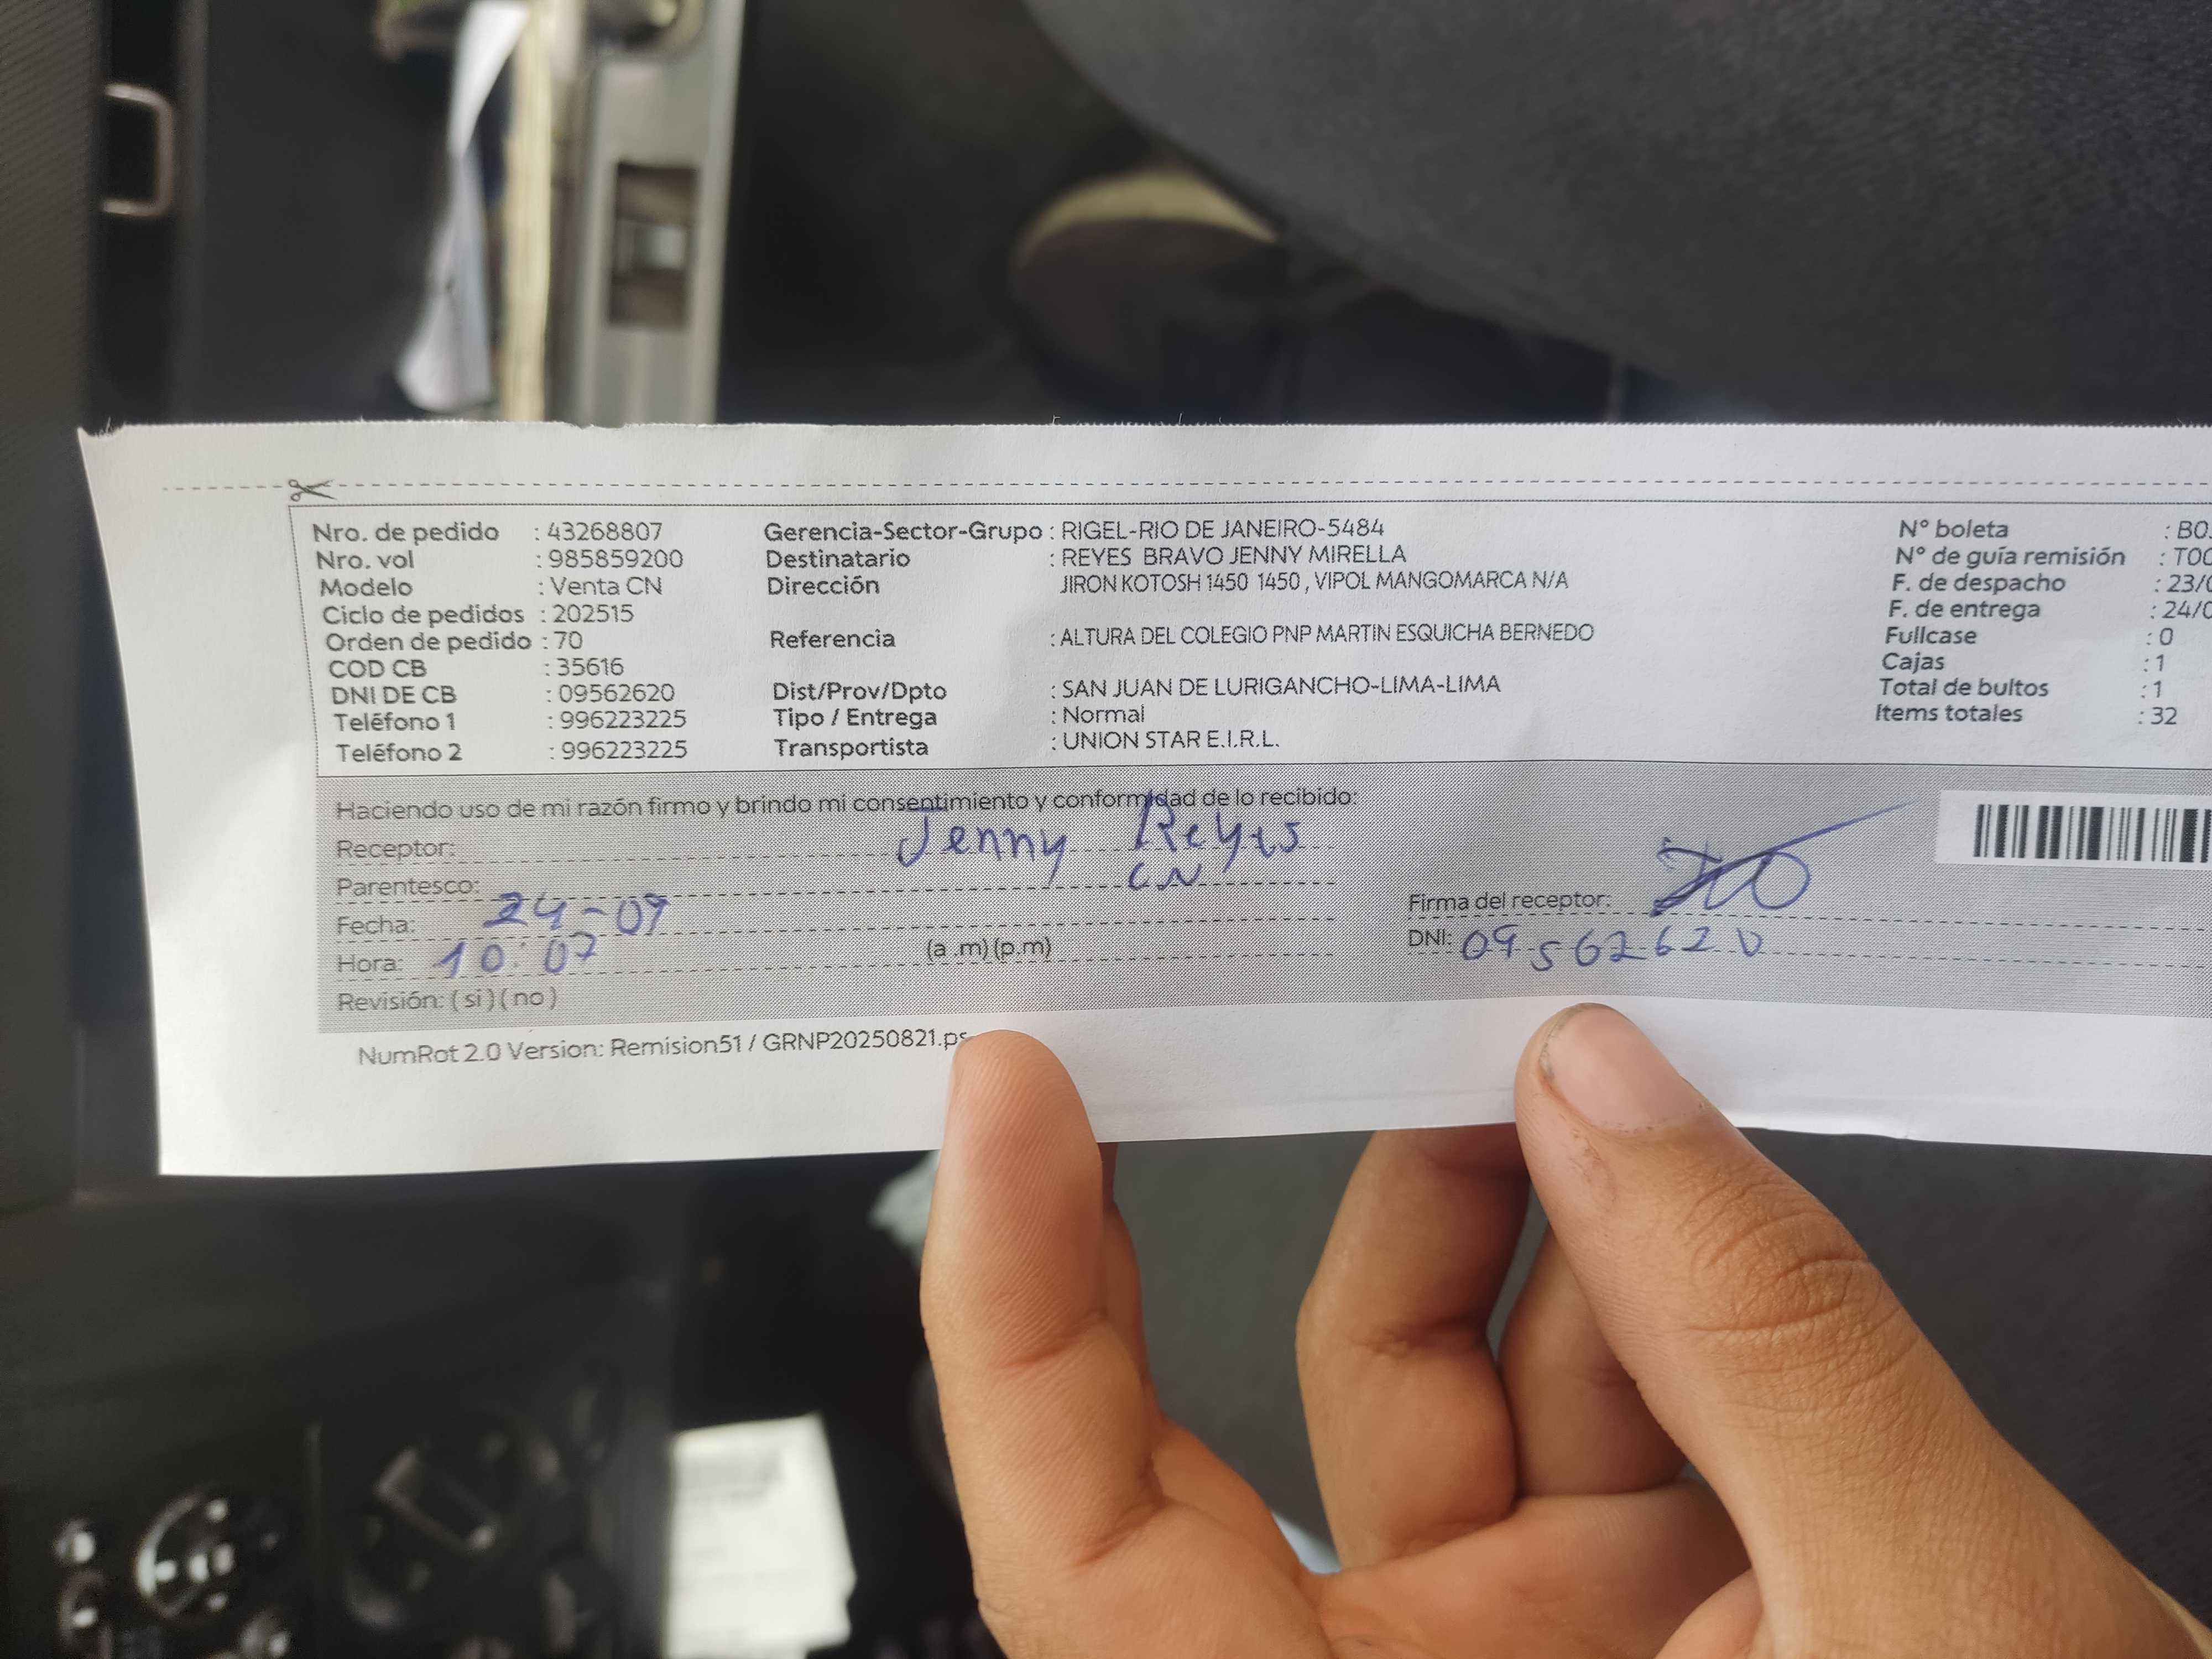 Nro. de pedido : 43268807
Nro. vol : 985859200
Modelo : Venta CN
Ciclo de pedidos : 202515
Orden de pedido : 70
COD CB : 35616
DNI DE CB : 09562620
Teléfono 1 : 996223225
Teléfono 2 : 996223225
Gerencia-Sector-Grupo : RIGEL-RIO DE JANEIRO-5484
Destinatario : REYES BRAVO JENNY MIRELLA
Dirección JIRON KOTOSH 1450 1450 , VIPOL MANGOMARCA N/A
Referencia : ALTURA DEL COLEGIO PNP MARTIN ESQUICHA BERNEDO
Dist/Prov/Dpto : SAN JUAN DE LURIGANCHO-LIMA-LIMA
Tipo / Entrega : Normal
Transportista : UNION STAR E.I.R.L.
N° boleta : B0
N° de guía remisión : T00
F. de despacho : 23/0
F. de entrega : 24/0
Fullcase : 0
Cajas : 1
Total de bultos : 1
Items totales : 32
Haciendo uso de mi razón firmo y brindo mi consentimiento y conformidad de lo recibido:
Receptor: Jenny Reyes
Parentesco: CN
Fecha: 24-09
Hora: 10:07 (a .m) (p.m)
Revisión: ( si ) ( no )
Firma del receptor:
DNI: 09562620
NumRot 2.0 Version: Remision51 / GRNP20250821.ps